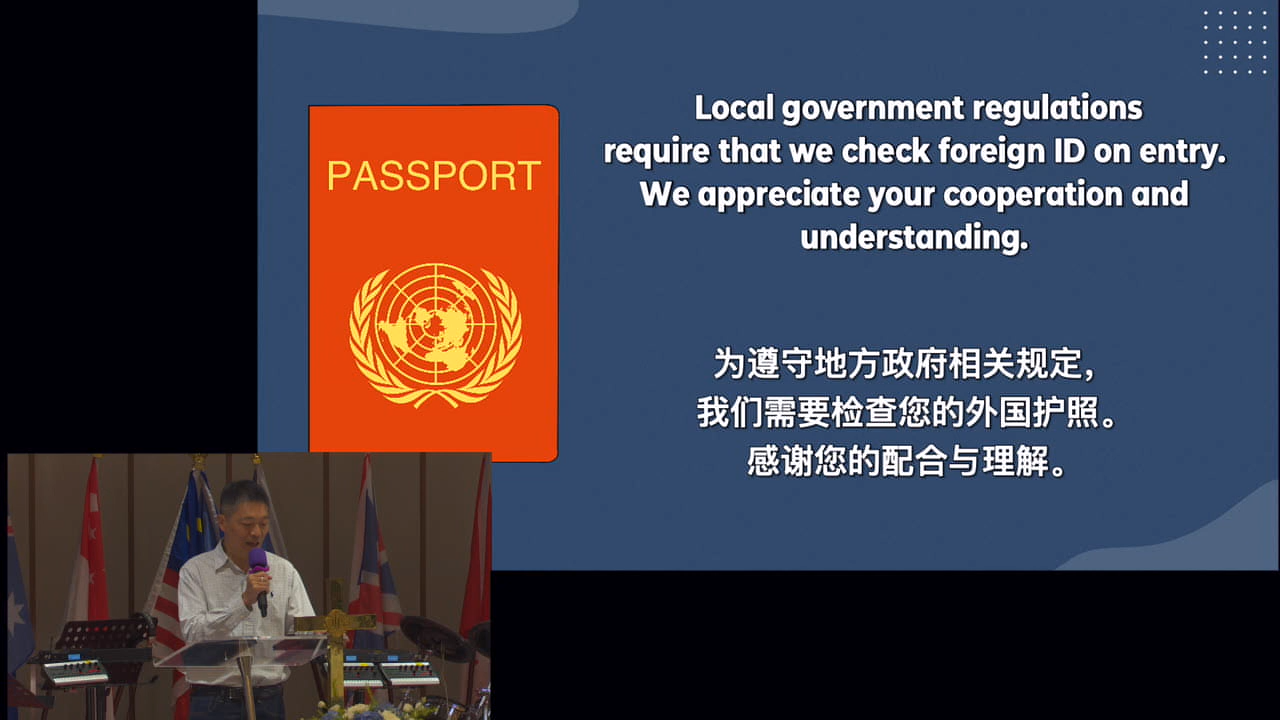 PASSPORT
Local government regulations
require that we check foreign ID on entry.
We appreciate your cooperation and
understanding.
为遵守地方政府相关规定,
我们需要检查您的外国护照。
感谢您的配合与理解。